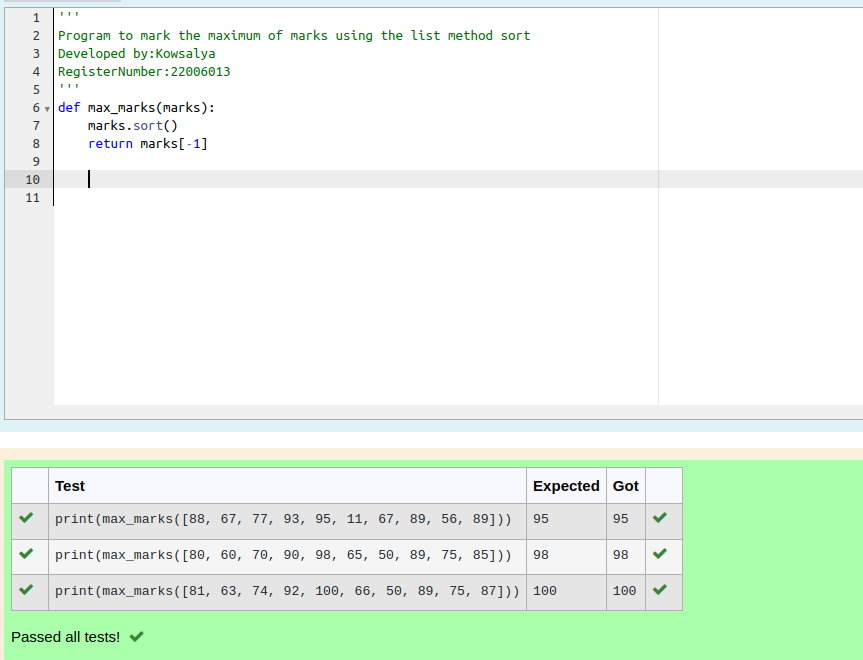 1 '''
2 Program to mark the maximum of marks using the list method sort
3 Developed by:Kowsalya
4 RegisterNumber:22006013
5 '''
6 def max_marks(marks):
7     marks.sort()
8     return marks[-1]
9
10
11
Test Expected Got
print(max_marks([88, 67, 77, 93, 95, 11, 67, 89, 56, 89])) 95 95
print(max_marks([80, 60, 70, 90, 98, 65, 50, 89, 75, 85])) 98 98
print(max_marks([81, 63, 74, 92, 100, 66, 50, 89, 75, 87])) 100 100
Passed all tests!